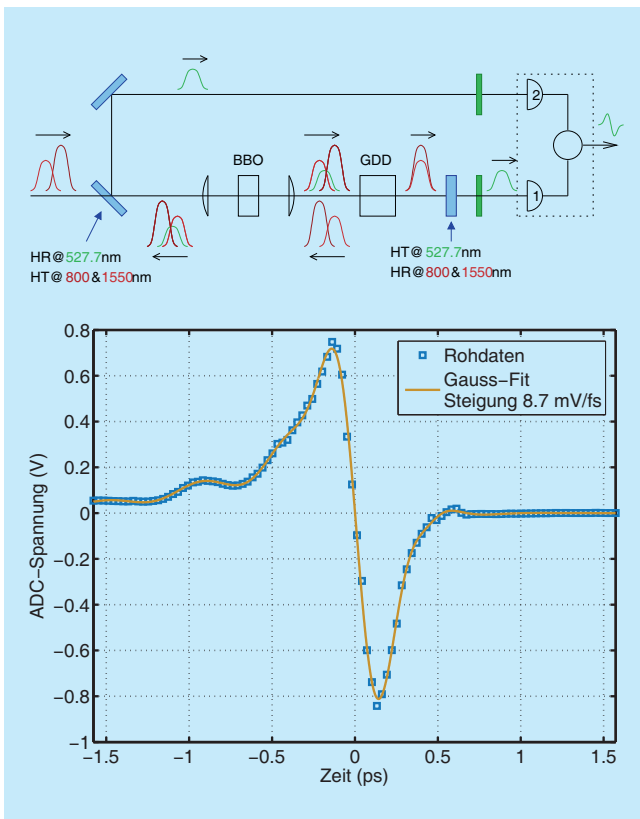 2
BBO
GDD
1
HR@527.7nm
HT@800&1550nm
HT@527.7nm
HR@800&1550nm
0.8
0.6
0.4
0.2
0
−0.2
−0.4
−0.6
−0.8
−1
ADC−Spannung (V)
Rohdaten
Gauss−Fit
Steigung 8.7 mV/fs
−1.5
−1
−0.5
0
0.5
1
1.5
Zeit (ps)